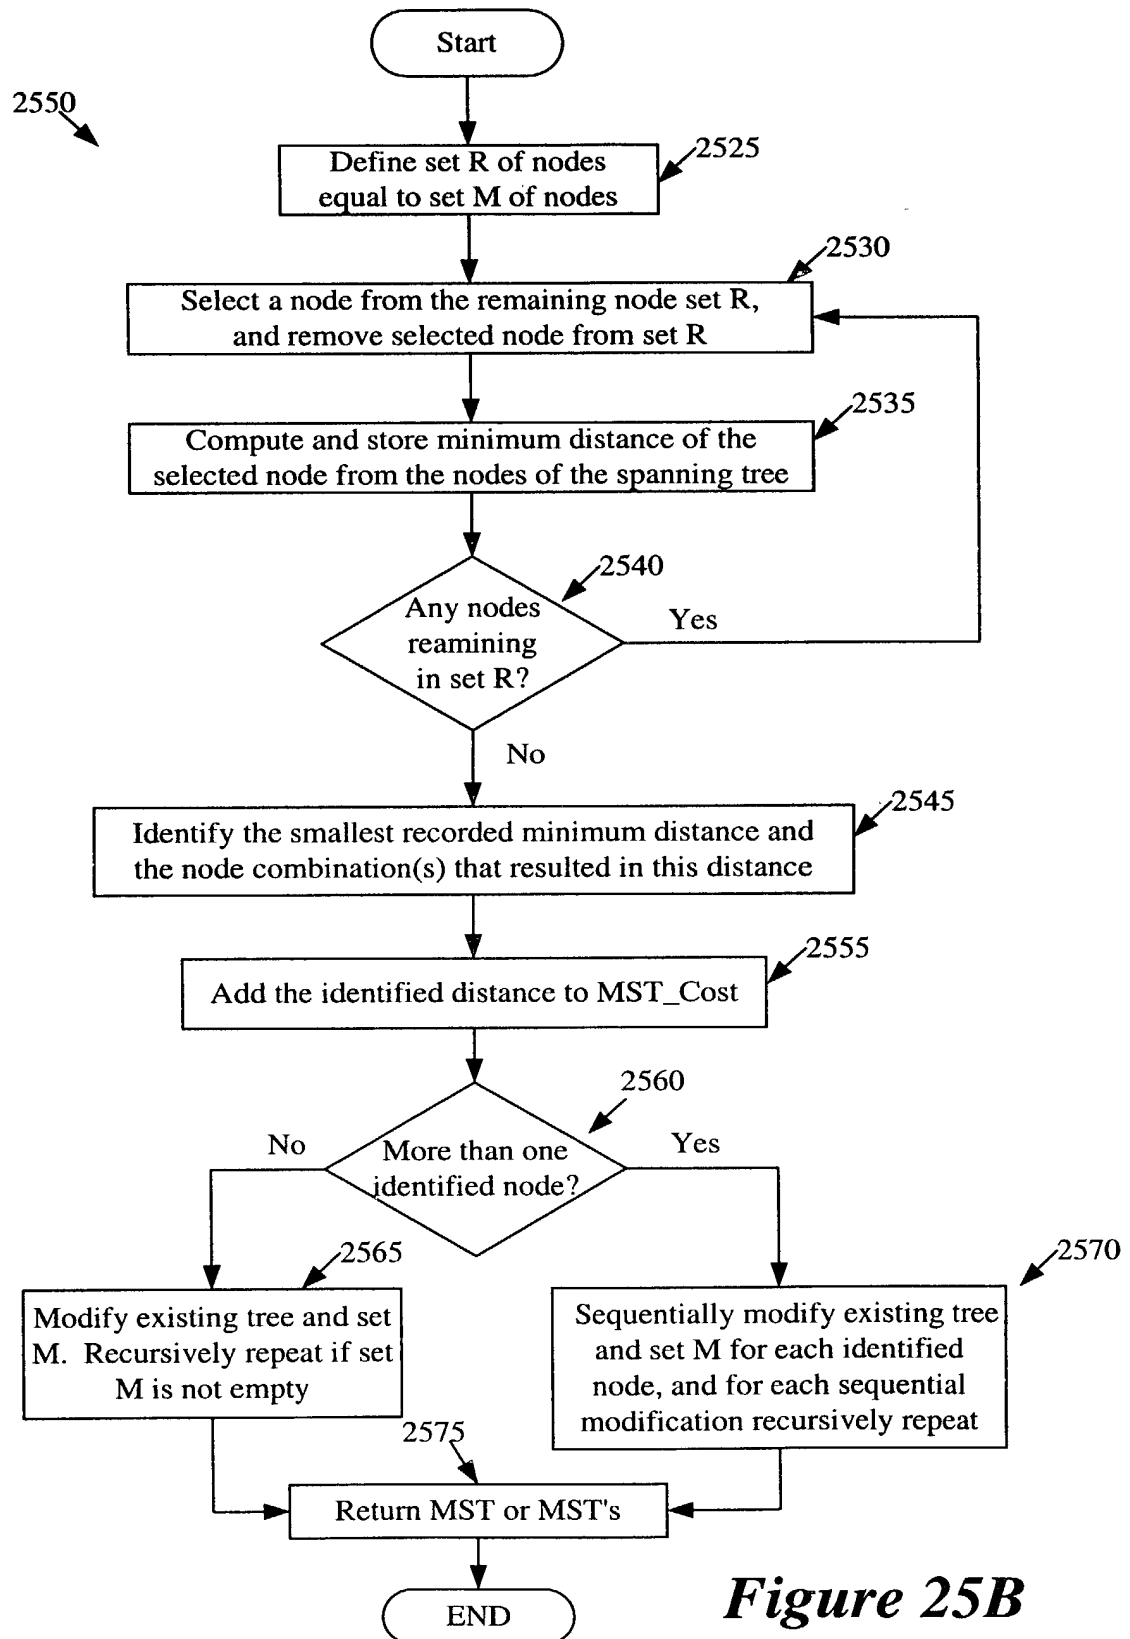 Start
2550
2525
Define set R of nodes
equal to set M of nodes
2530
Select a node from the remaining node set R,
and remove selected node from set R
2535
Compute and store minimum distance of the
selected node from the nodes of the spanning tree
2540
Any nodes
reamining
in set R?
Yes
No
2545
Identify the smallest recorded minimum distance and
the node combination(s) that resulted in this distance
2555
Add the identified distance to MST_Cost
2560
More than one
identified node?
No
Yes
2565
Modify existing tree and set
M. Recursively repeat if set
M is not empty
2570
Sequentially modify existing tree
and set M for each identified
node, and for each sequential
modification recursively repeat
2575
Return MST or MST's
END
Figure 25B